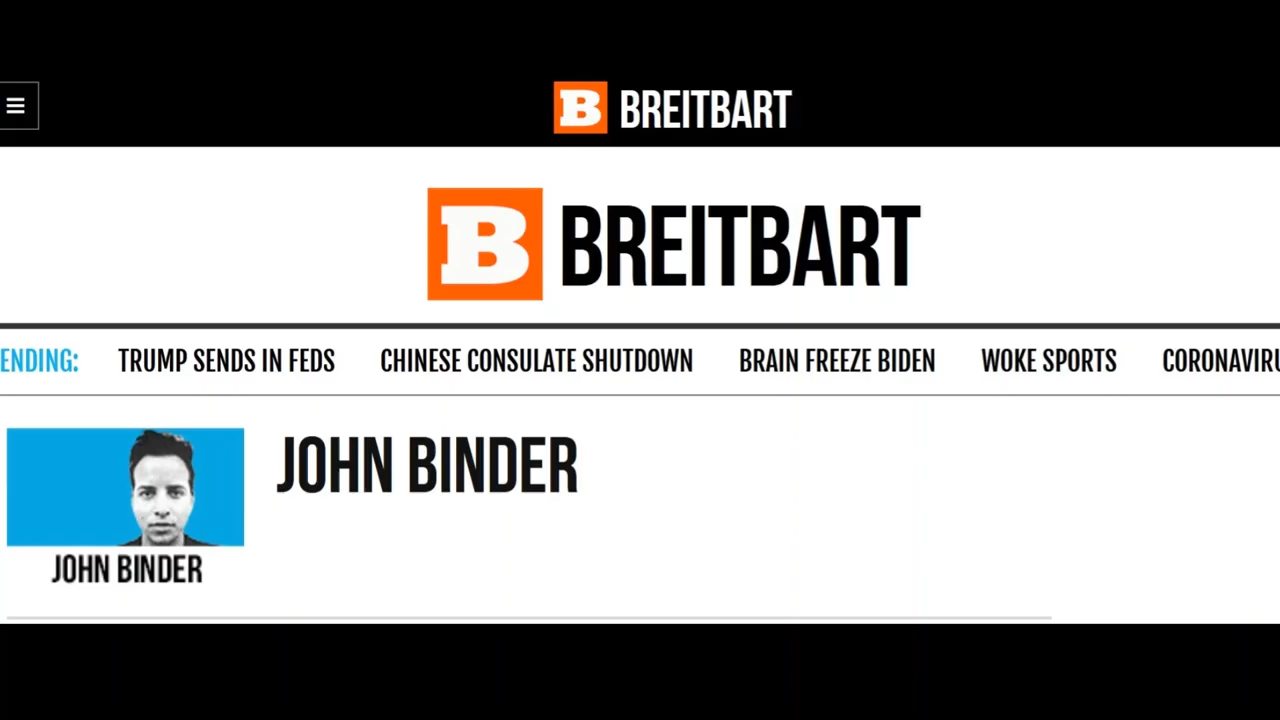 B BREITBART
B BREITBART
ENDING: TRUMP SENDS IN FEDS CHINESE CONSULATE SHUTDOWN BRAIN FREEZE BIDEN WOKE SPORTS CORONAVIRU
JOHN BINDER
JOHN BINDER